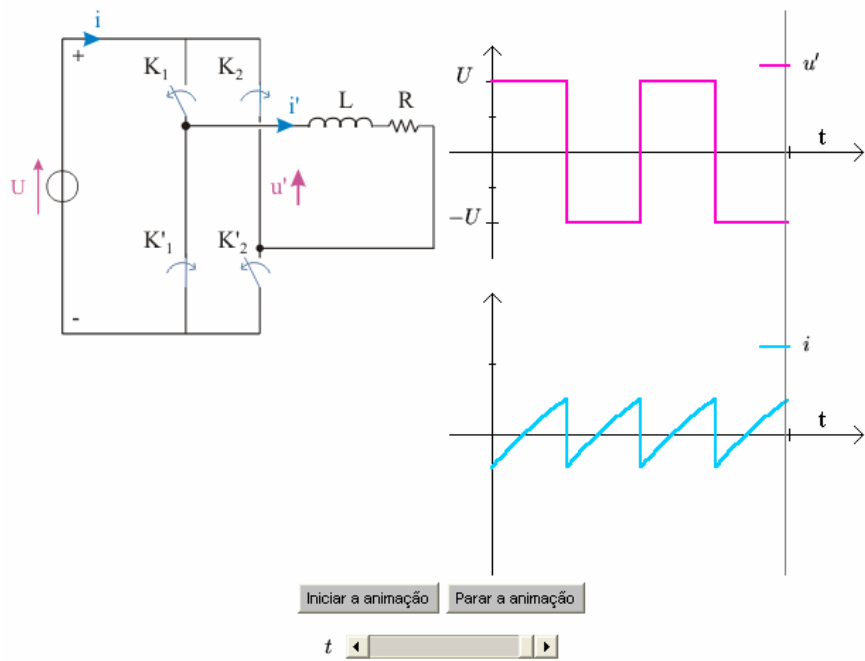 i
+
K₁
K₂
i'
L
R
U
u'
K'₁
K'₂
-
U
u'
t
−U
i
t
Iniciar a animação
Parar a animação
t